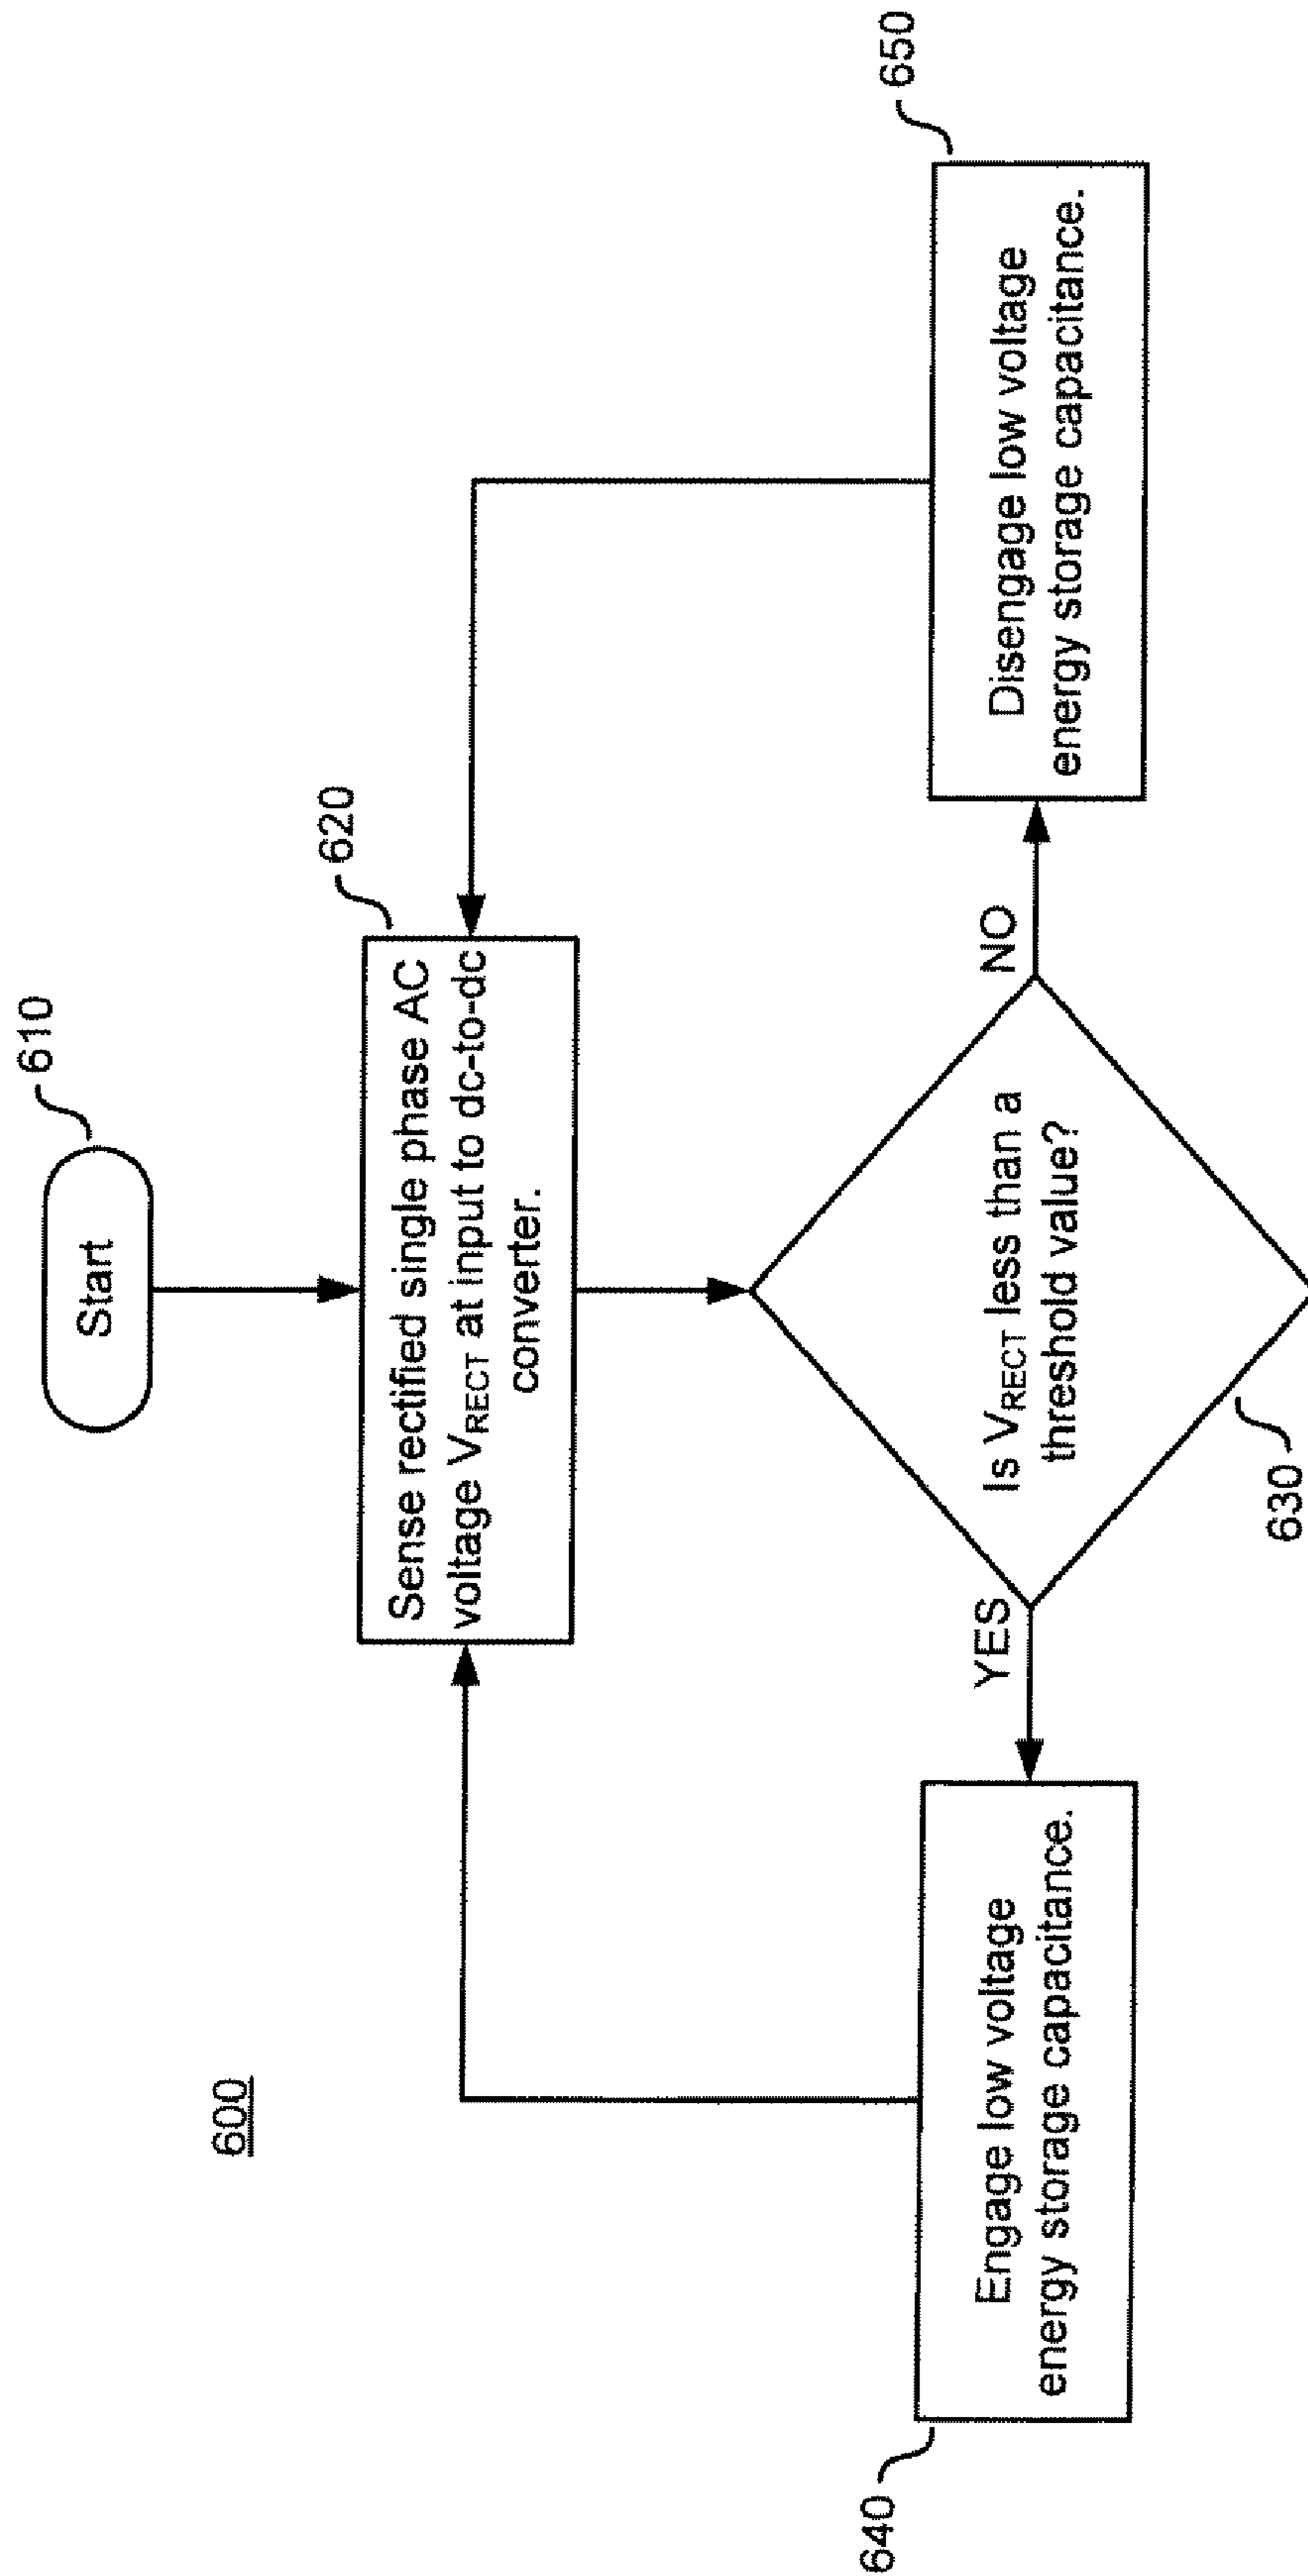 600
610
Start
620
Sense rectified single phase AC
voltage VRECT at input to dc-to-dc
converter.
630
Is VRECT less than a
threshold value?
YES
NO
640
Engage low voltage
energy storage capacitance.
650
Disengage low voltage
energy storage capacitance.